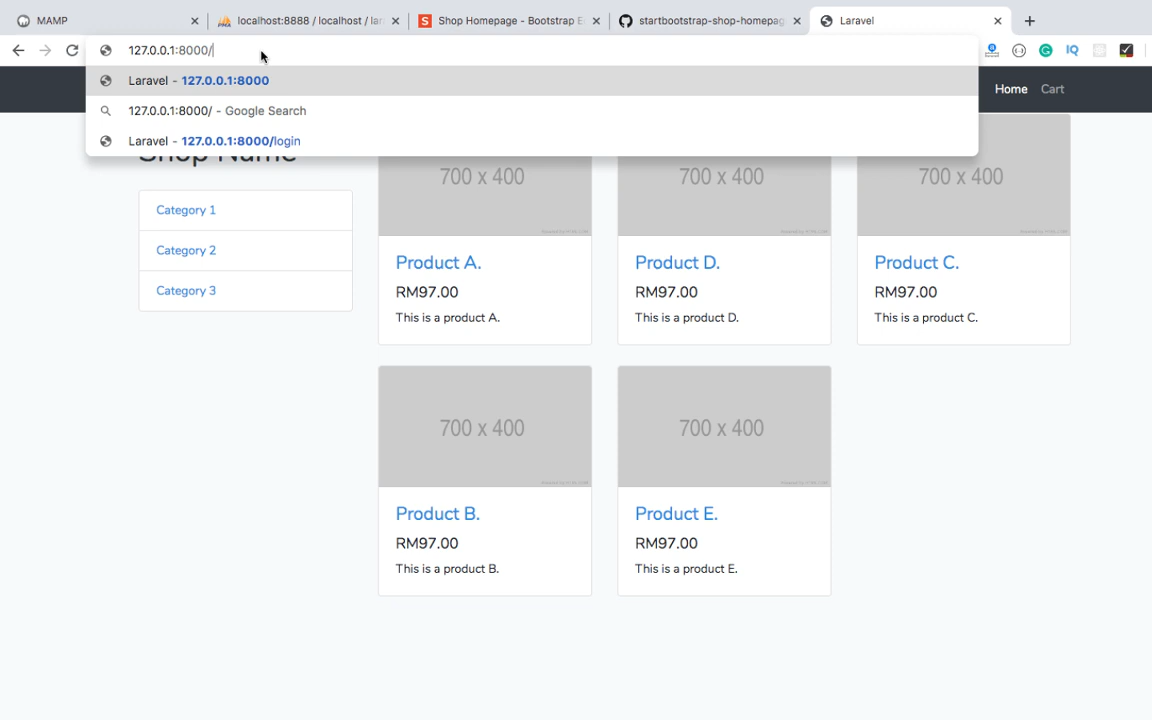 MAMP
localhost:8888 / localhost / lar
Shop Homepage - Bootstrap E
startbootstrap-shop-homepag
Laravel
127.0.0.1:8000/
IQ
Laravel - 127.0.0.1:8000
127.0.0.1:8000/ - Google Search
Laravel - 127.0.0.1:8000/login
Home
Cart
Shop Name
Category 1
Category 2
Category 3
700 x 400
700 x 400
700 x 400
Product A.
RM97.00
This is a product A.
Product D.
RM97.00
This is a product D.
Product C.
RM97.00
This is a product C.
700 x 400
700 x 400
Product B.
RM97.00
This is a product B.
Product E.
RM97.00
This is a product E.